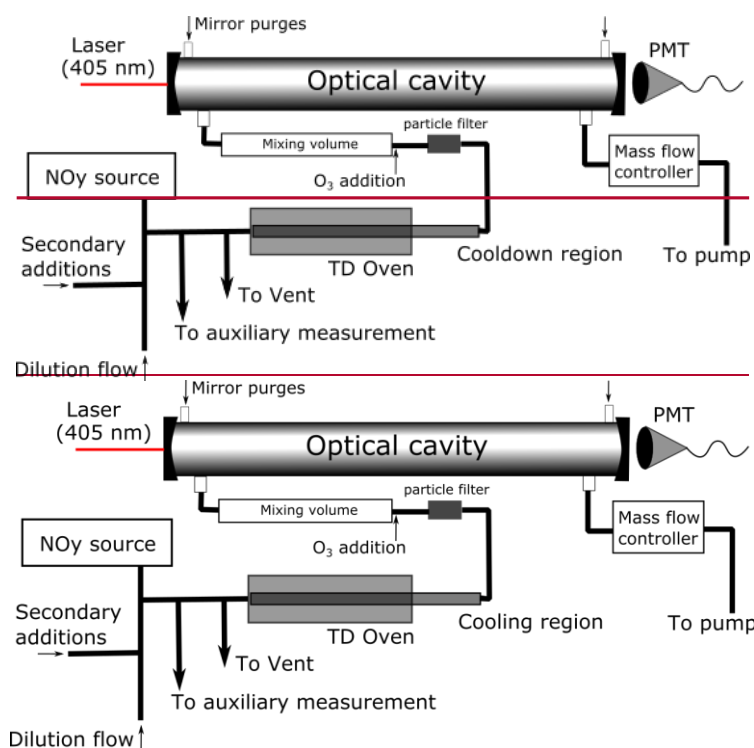 Mirror purges
Laser
(405 nm)
PMT
Optical cavity
particle filter
Mixing volume
Mass flow
controller
O₃ addition
NOy source
Secondary
additions
TD Oven
Cooldown region
To pump
To Vent
To auxiliary measurement
Dilution flow
Mirror purges
Laser
(405 nm)
PMT
Optical cavity
particle filter
Mixing volume
Mass flow
controller
O₃ addition
NOy source
Secondary
additions
TD Oven
Cooling region
To pump
To Vent
To auxiliary measurement
Dilution flow